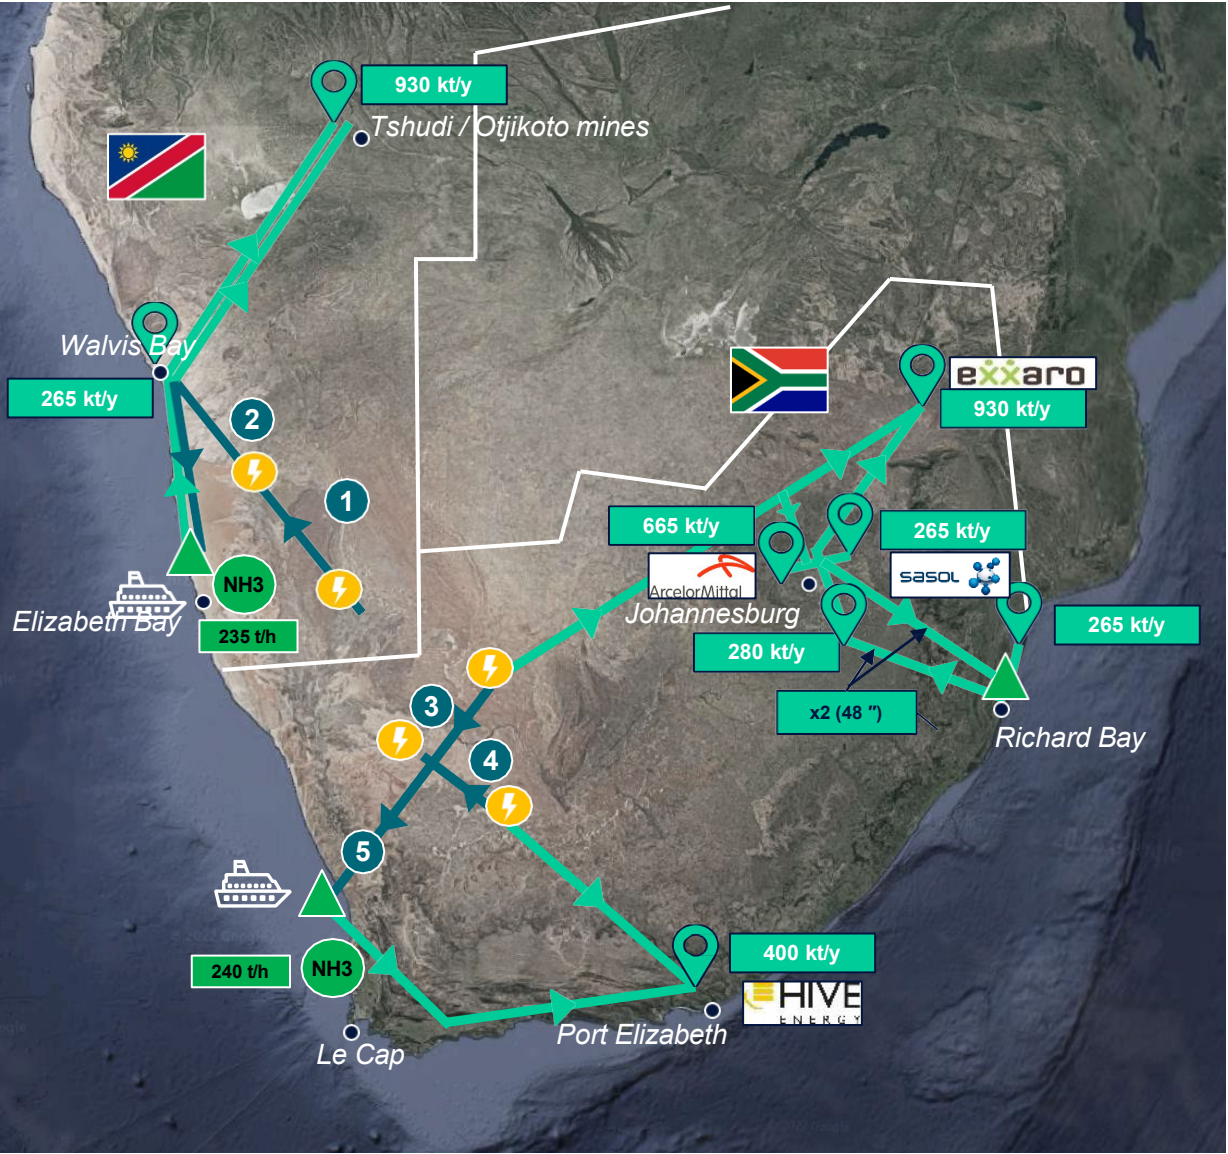 930 kt/y
Tshudi / Otjikoto mines
Walvis Bay
265 kt/y
2
1
exxaro
930 kt/y
665 kt/y
265 kt/y
ArcelorMittal
sasol
Johannesburg
NH3
Elizabeth Bay
235 t/h
280 kt/y
265 kt/y
x2 (48 ″)
Richard Bay
3
4
5
240 t/h
NH3
400 kt/y
HIVE
ENERGY
Port Elizabeth
Le Cap